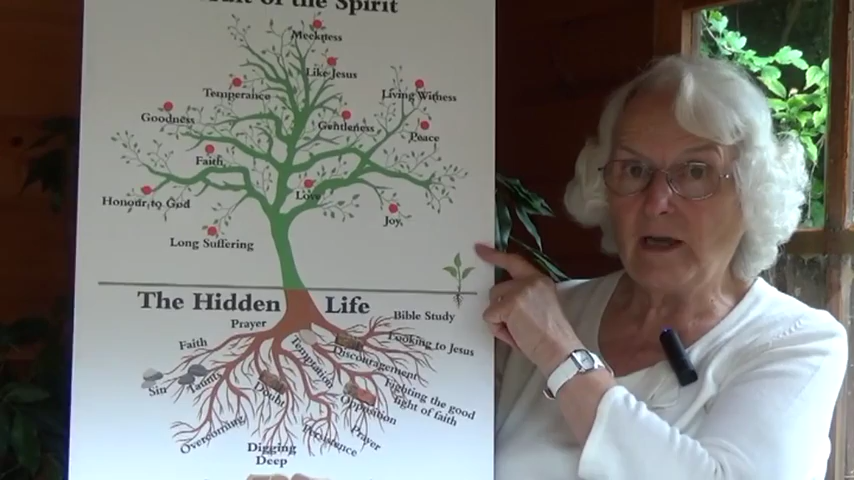 Fruit of the Spirit
Meekness
Like Jesus
Temperance
Living Witness
Goodness
Gentleness
Peace
Faith
Love
Honour to God
Joy
Long Suffering
The Hidden Life
Bible Study
Prayer
Looking to Jesus
Faith
Temptation
Discouragement
Sin
Taunts
Doubt
Opposition
Fighting the good
fight of faith
Overcoming
Persistence
Prayer
Digging
Deep